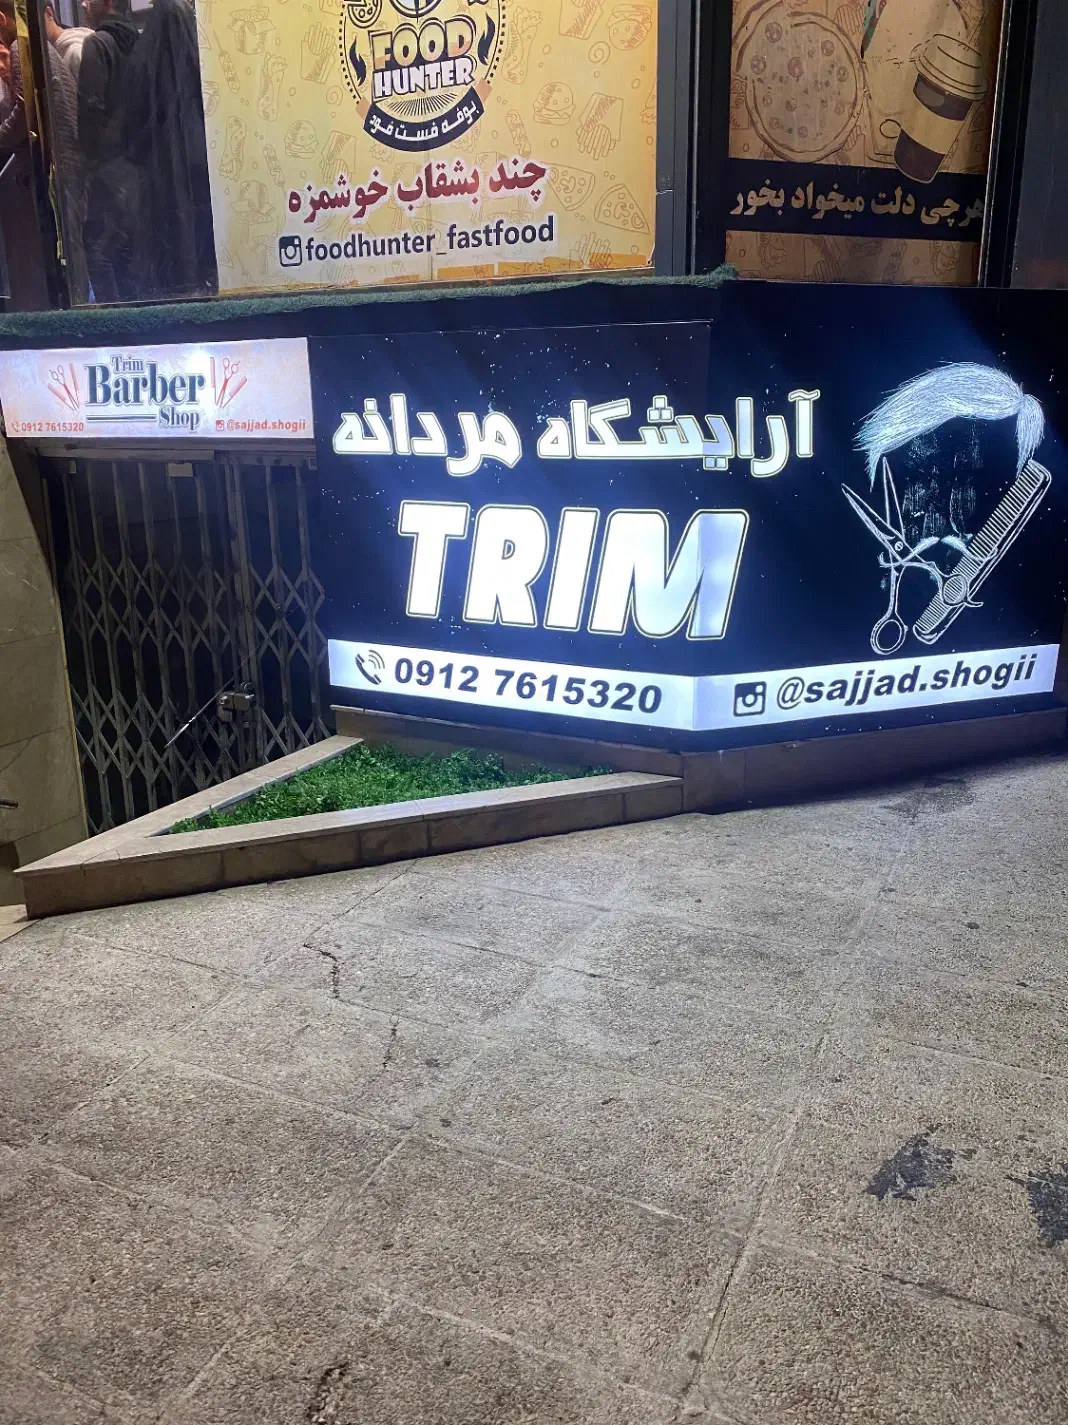 FOOD
HUNTER
بوفه فست فود
چند بشقاب خوشمزه
foodhunter_fastfood
هرچی دلت میخواد بخور
Trim
Barber
Shop
0912 7615320
@sajjad.shogii
آرایشگاه مردانه
TRIM
0912 7615320
@sajjad.shogii